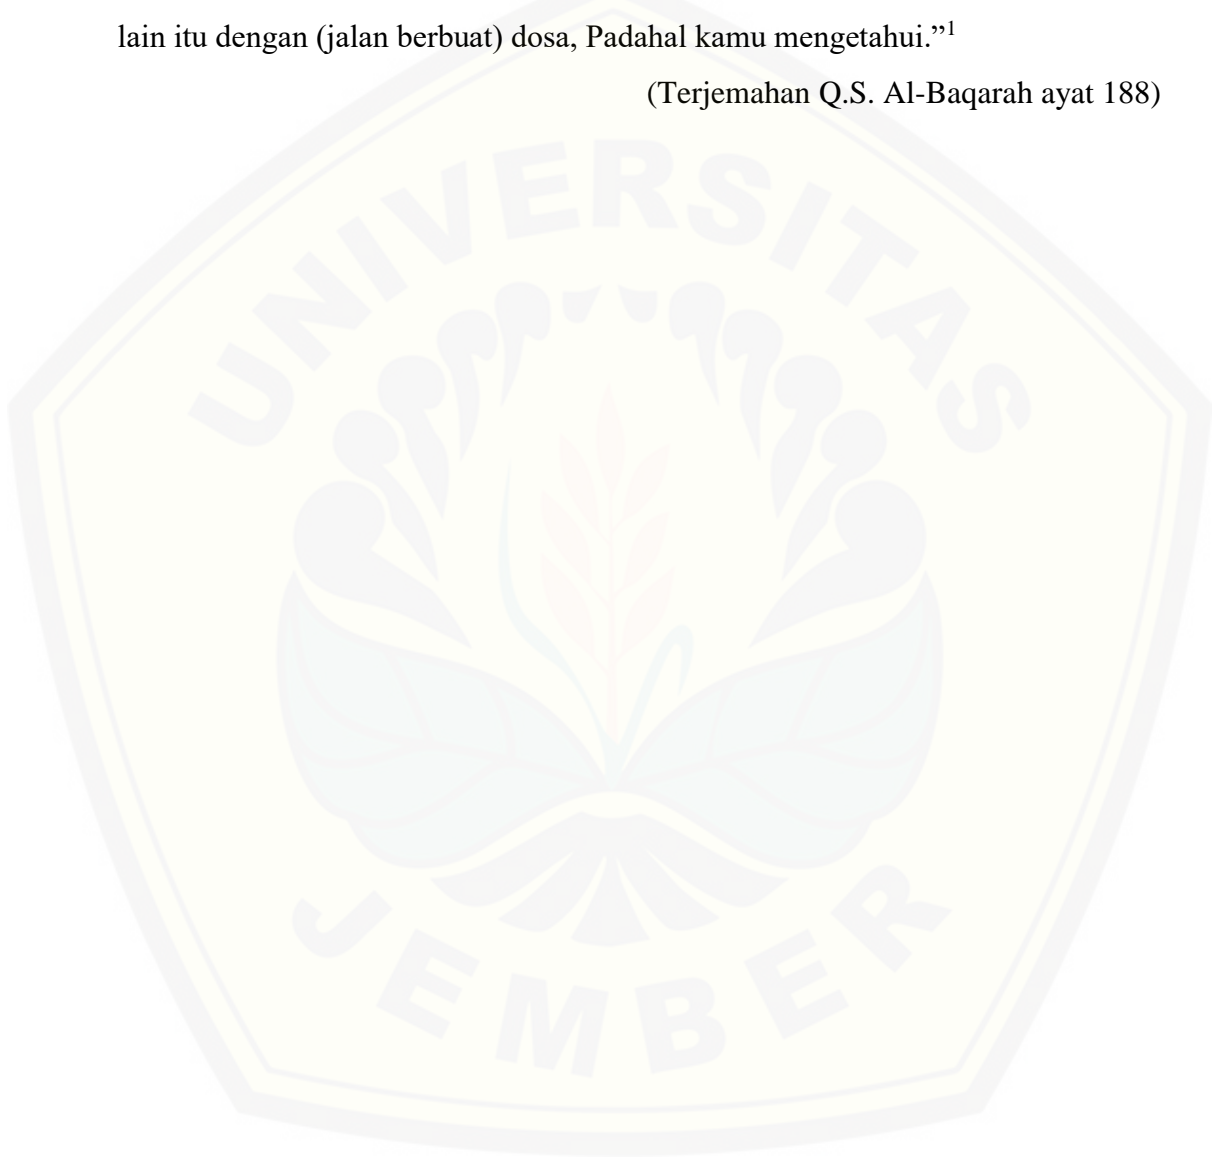 lain itu dengan (jalan berbuat) dosa, Padahal kamu mengetahui.”¹
(Terjemahan Q.S. Al-Baqarah ayat 188)
UNIVERSITAS
JEMBER